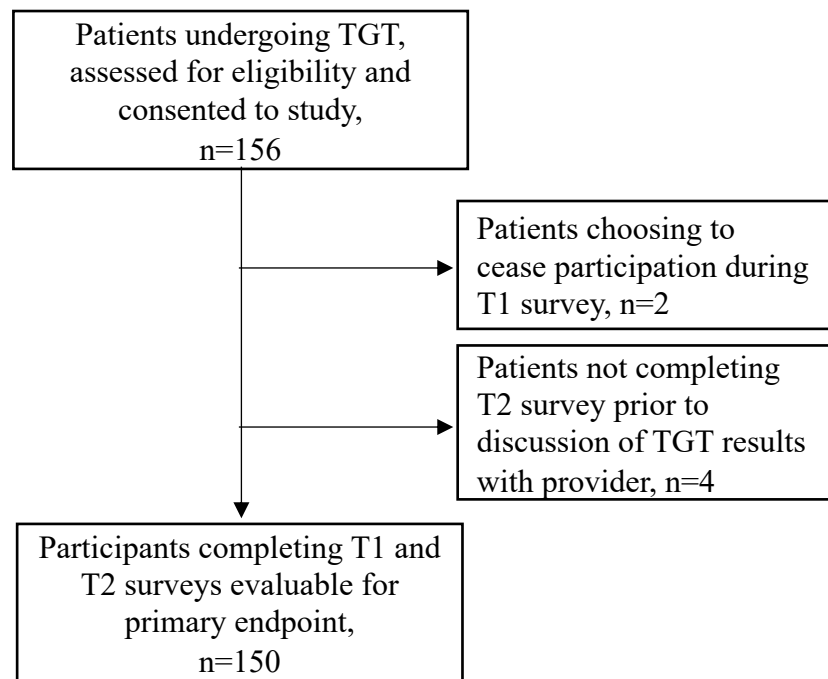 Patients undergoing TGT,
assessed for eligibility and
consented to study,
n=156
Patients choosing to
cease participation during
T1 survey, n=2
Patients not completing
T2 survey prior to
discussion of TGT results
with provider, n=4
Participants completing T1 and
T2 surveys evaluable for
primary endpoint,
n=150